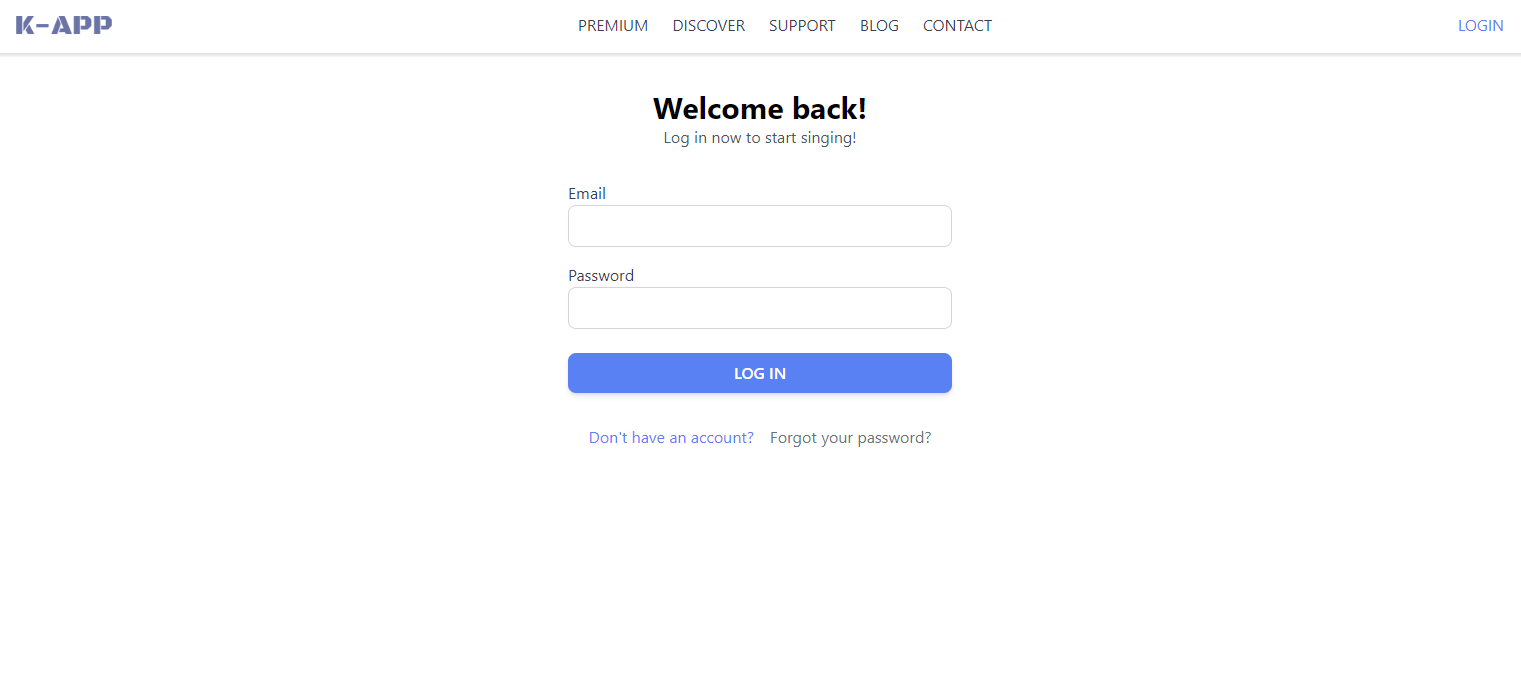 K-APP PREMIUM DISCOVER SUPPORT BLOG CONTACT LOGIN
Welcome back!
Log in now to start singing!
Email
Password
LOG IN
Don't have an account? Forgot your password?